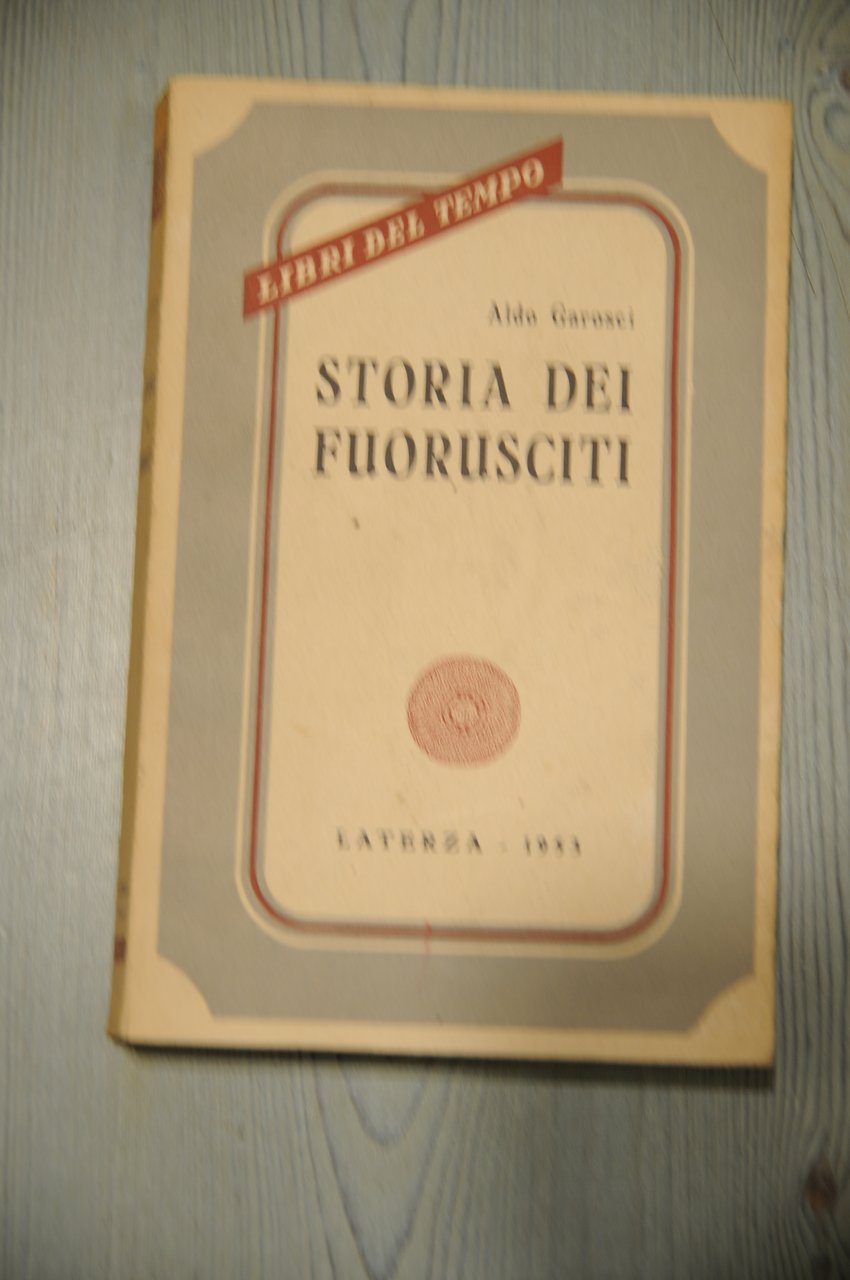 LIBRI DEL TEMPO
Aldo Garosci
STORIA DEI
FUORUSCITI
LATERZA - 1953